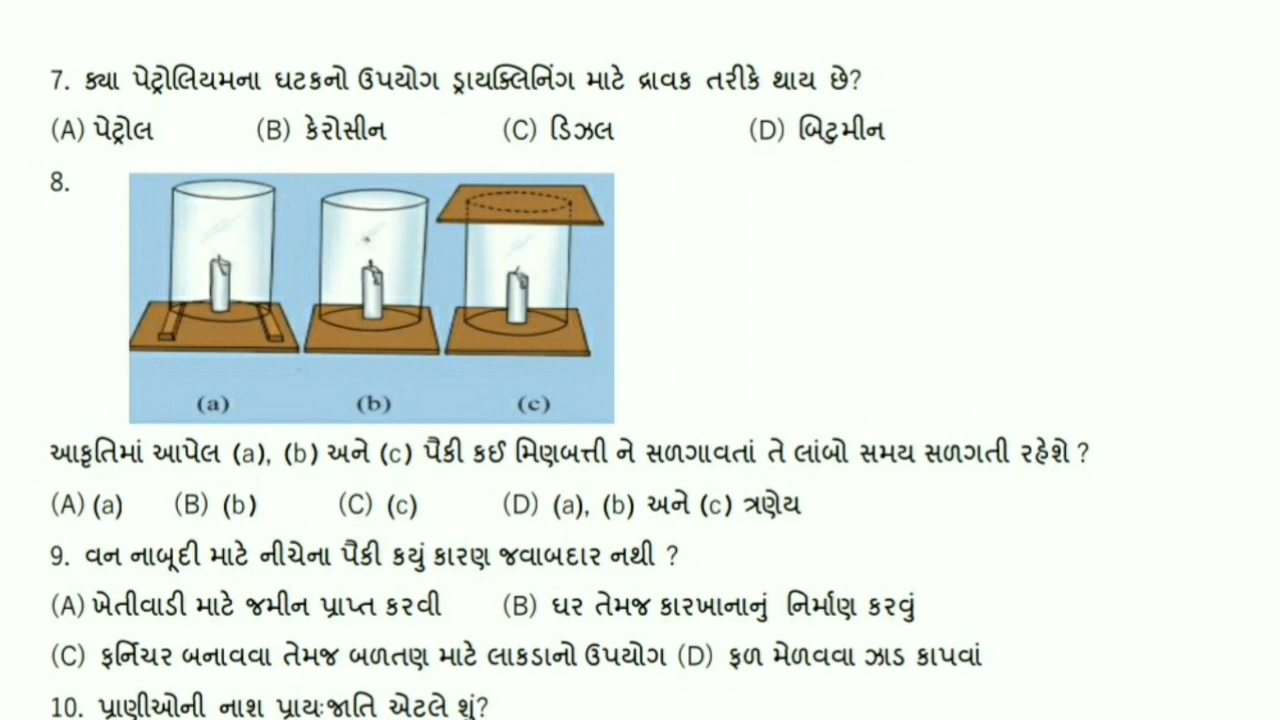 7. ક્યા પેટ્રોલિયમના ઘટકનો ઉપયોગ ડ્રાયક્લિનિંગ માટે દ્રાવક તરીકે થાય છે?
(A) પેટ્રોલ (B) કેરોસીન (C) ડિઝલ (D) બિટુમીન
8.
(a) (b) (c)
આકૃતિમાં આપેલ (a), (b) અને (c) પૈકી કઈ મિણબત્તી ને સળગાવતાં તે લાંબો સમય સળગતી રહેશે ?
(A) (a) (B) (b) (C) (c) (D) (a), (b) અને (c) ત્રણેય
9. વન નાબૂદી માટે નીચેના પૈકી કયું કારણ જવાબદાર નથી ?
(A) ખેતીવાડી માટે જમીન પ્રાપ્ત કરવી (B) ઘર તેમજ કારખાનાનું નિર્માણ કરવું
(C) ફર્નિચર બનાવવા તેમજ બળતણ માટે લાકડાનો ઉપયોગ (D) ફળ મેળવવા ઝાડ કાપવાં
10. પ્રાણીઓની નાશ પ્રાયઃજાતિ એટલે શું?